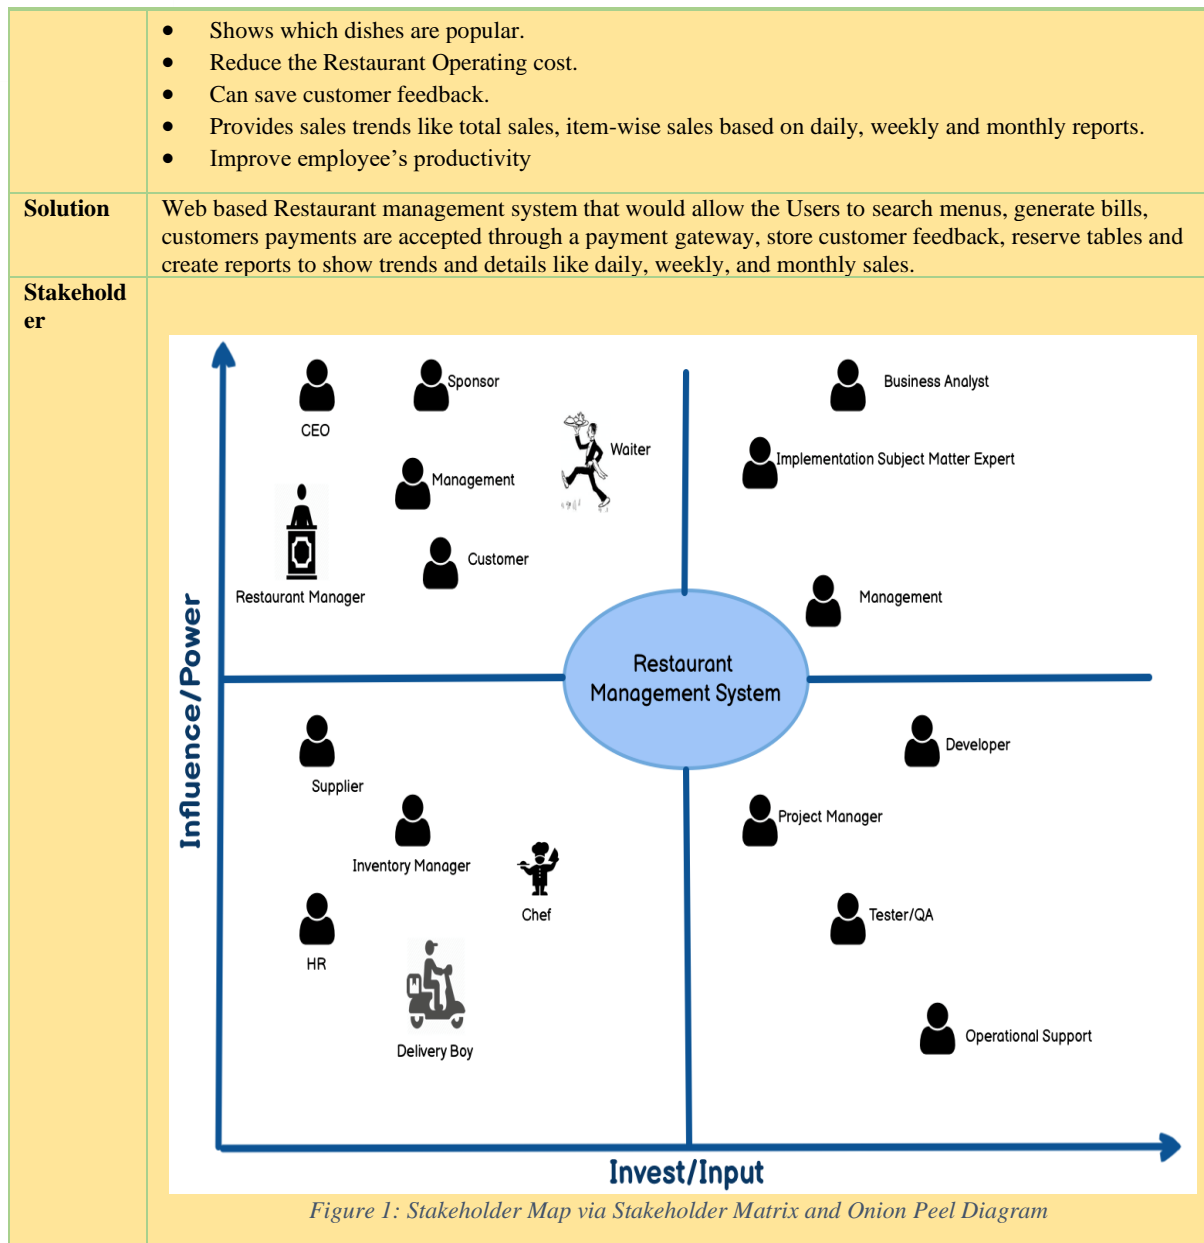 • Shows which dishes are popular.
• Reduce the Restaurant Operating cost.
• Can save customer feedback.
• Provides sales trends like total sales, item-wise sales based on daily, weekly and monthly reports.
• Improve employee’s productivity
Solution
Web based Restaurant management system that would allow the Users to search menus, generate bills,
customers payments are accepted through a payment gateway, store customer feedback, reserve tables and
create reports to show trends and details like daily, weekly, and monthly sales.
Stakehold
er
CEO
Sponsor
Waiter
Management
Customer
Restaurant Manager
Business Analyst
Implementation Subject Matter Expert
Management
Restaurant
Management System
Influence/Power
Supplier
Inventory Manager
Chef
HR
Delivery Boy
Developer
Project Manager
Tester/QA
Operational Support
Invest/Input
Figure 1: Stakeholder Map via Stakeholder Matrix and Onion Peel Diagram